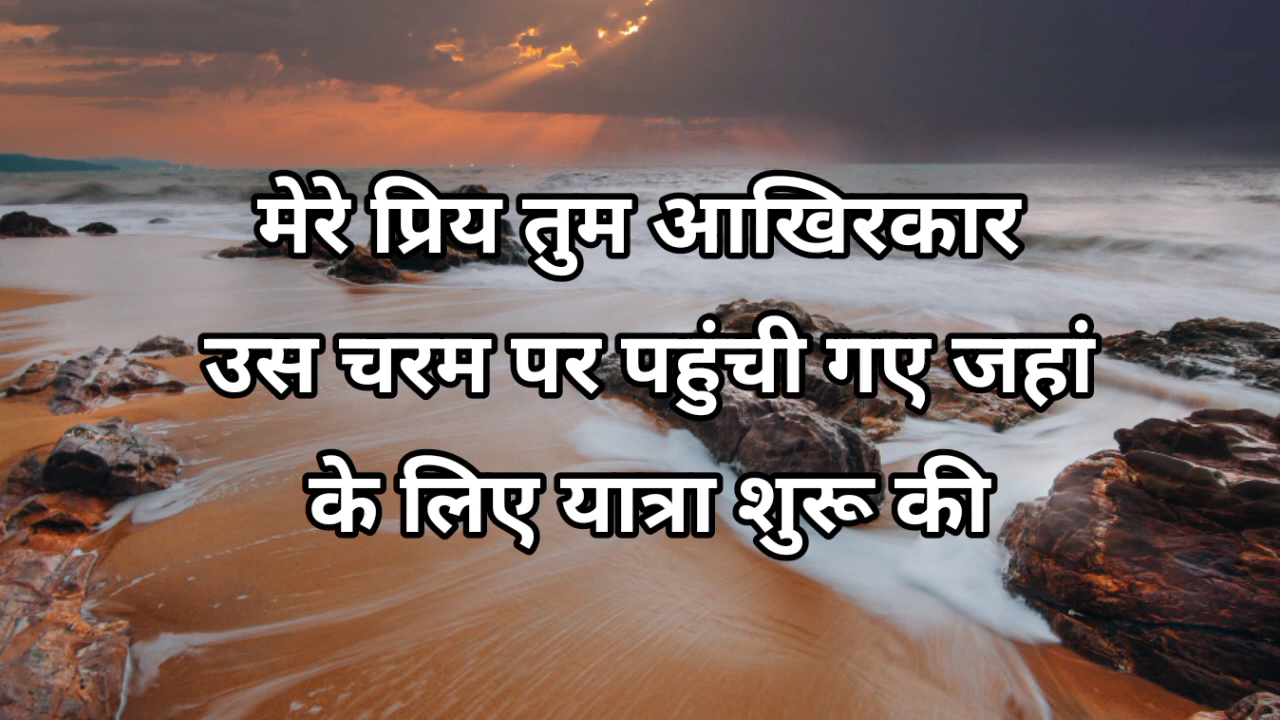 मेरे प्रिय तुम आखिरकार
उस चरम पर पहुंची गए जहां
के लिए यात्रा शुरू की